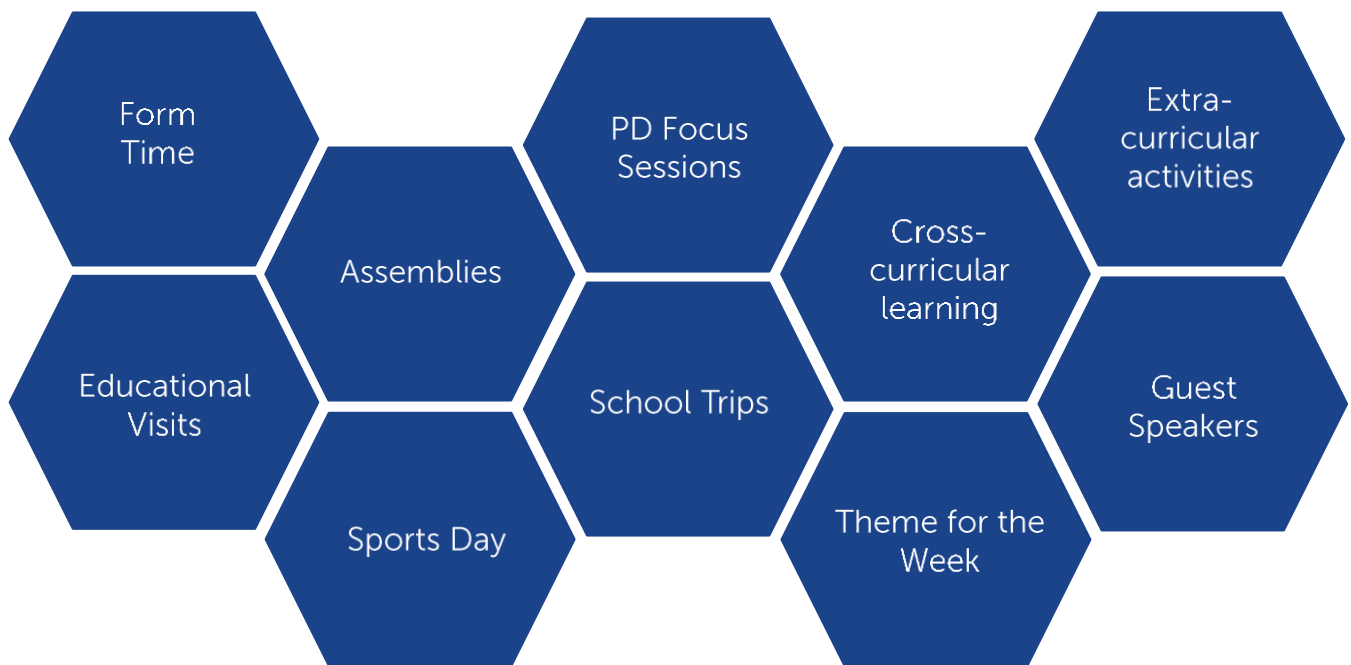 Form
Time
PD Focus
Sessions
Extra-
curricular
activities
Assemblies
Cross-
curricular
learning
Educational
Visits
School Trips
Guest
Speakers
Sports Day
Theme for the
Week